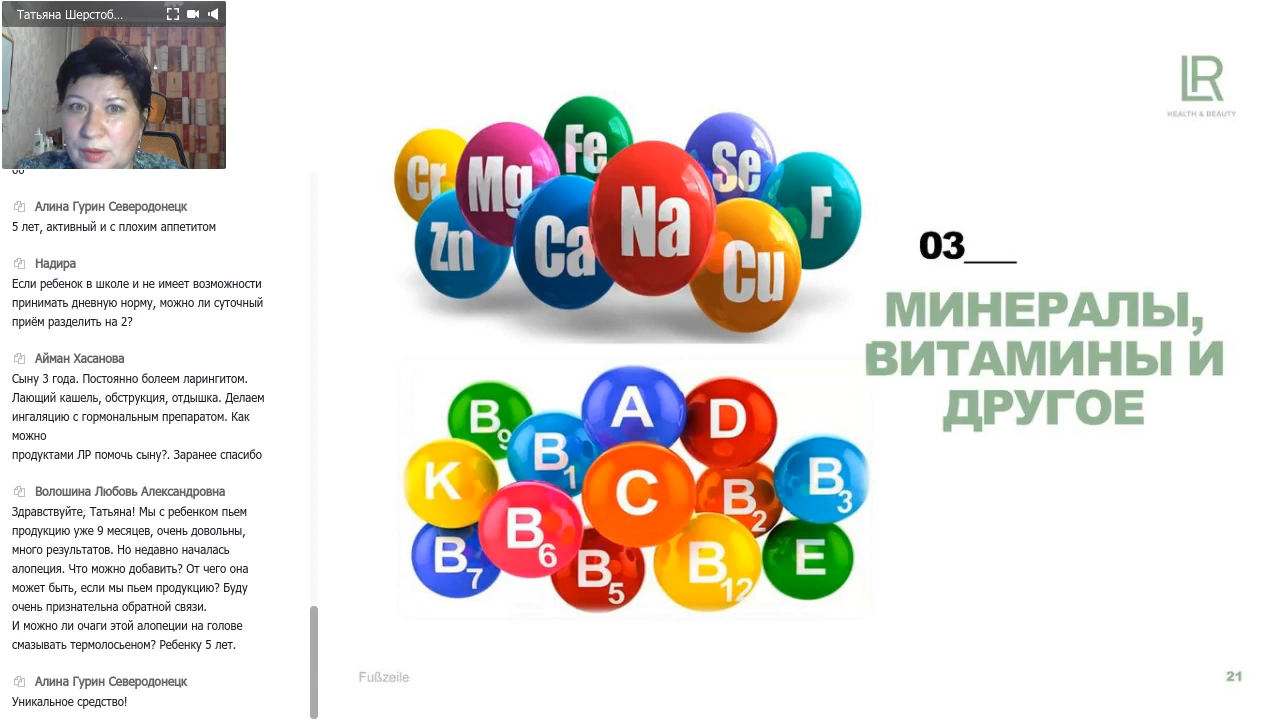 Татьяна Шерстоб...
Алина Гурин Северодонецк
5 лет, активный и с плохим аппетитом
Надира
Если ребенок в школе и не имеет возможности
принимать дневную норму, можно ли суточный
приём разделить на 2?
Айман Хасанова
Сыну 3 года. Постоянно болеем ларингитом.
Лающий кашель, обструкция, отдышка. Делаем
ингаляцию с гормональным препаратом. Как
можно
продуктами ЛР помочь сыну?. Заранее спасибо
Волошина Любовь Александровна
Здравствуйте, Татьяна! Мы с ребенком пьем
продукцию уже 9 месяцев, очень довольны,
много результатов. Но недавно началась
алопеция. Что можно добавить? От чего она
может быть, если мы пьем продукцию? Буду
очень признательна обратной связи.
И можно ли очаги этой алопеции на голове
смазывать термолосьеном? Ребенку 5 лет.
Алина Гурин Северодонецк
Уникальное средство!
LR
HEALTH & BEAUTY
Cr Mg Fe Se F
Zn Ca Na Cu
03___
МИНЕРАЛЫ,
ВИТАМИНЫ И
ДРУГОЕ
B9 B1 A D
K B6 C B2 B3
B7 B5 B12 E
Fußzeile
21